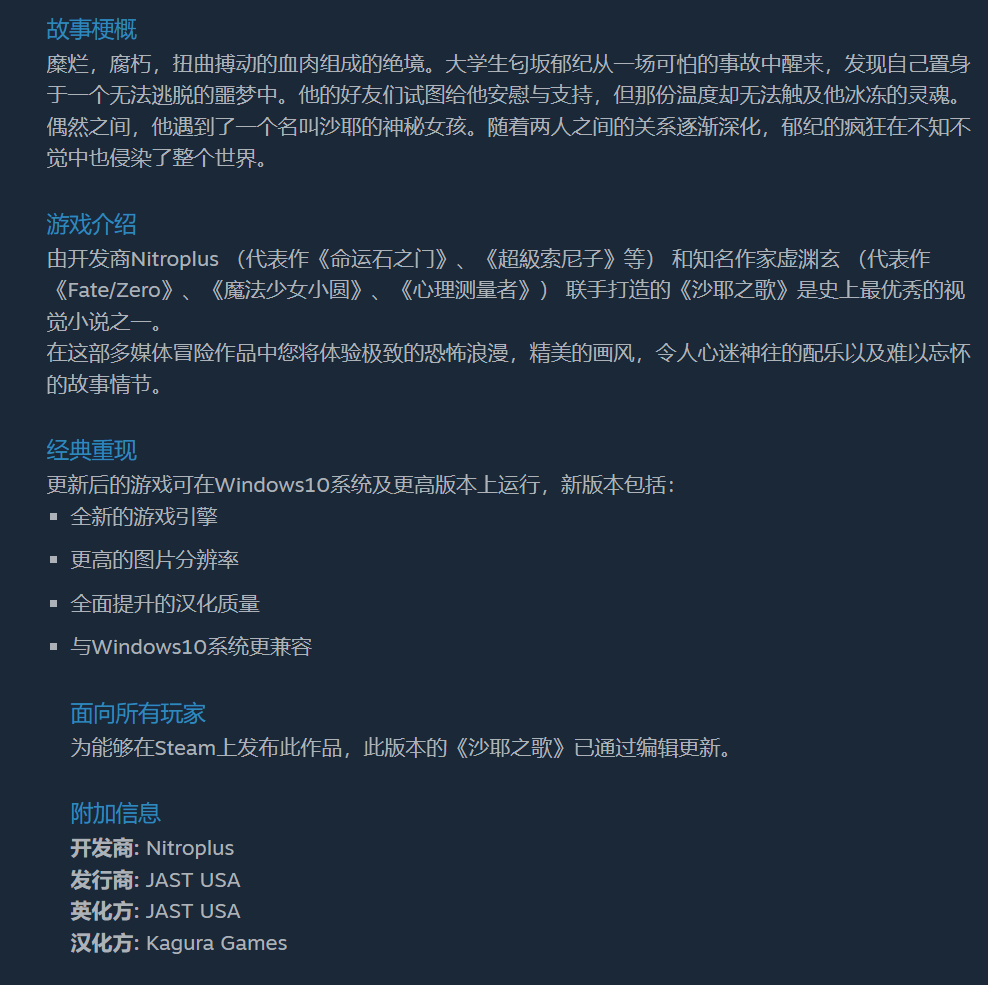 故事梗概
糜烂，腐朽，扭曲搏动的血肉组成的绝境。大学生匂坂郁纪从一场可怕的事故中醒来，发现自己置身
于一个无法逃脱的噩梦中。他的好友们试图给他安慰与支持，但那份温度却无法触及他冰冻的灵魂。
偶然之间，他遇到了一个名叫沙耶的神秘女孩。随着两人之间的关系逐渐深化，郁纪的疯狂在不知不
觉中也侵染了整个世界。
游戏介绍
由开发商Nitroplus （代表作《命运石之门》、《超級索尼子》等） 和知名作家虚渊玄 （代表作
《Fate/Zero》、《魔法少女小圆》、《心理测量者》） 联手打造的《沙耶之歌》是史上最优秀的视
觉小说之一。
在这部多媒体冒险作品中您将体验极致的恐怖浪漫，精美的画风，令人心迷神往的配乐以及难以忘怀
的故事情节。
经典重现
更新后的游戏可在Windows10系统及更高版本上运行，新版本包括：
▪ 全新的游戏引擎
▪ 更高的图片分辨率
▪ 全面提升的汉化质量
▪ 与Windows10系统更兼容
面向所有玩家
为能够在Steam上发布此作品，此版本的《沙耶之歌》已通过编辑更新。
附加信息
开发商: Nitroplus
发行商: JAST USA
英化方: JAST USA
汉化方: Kagura Games